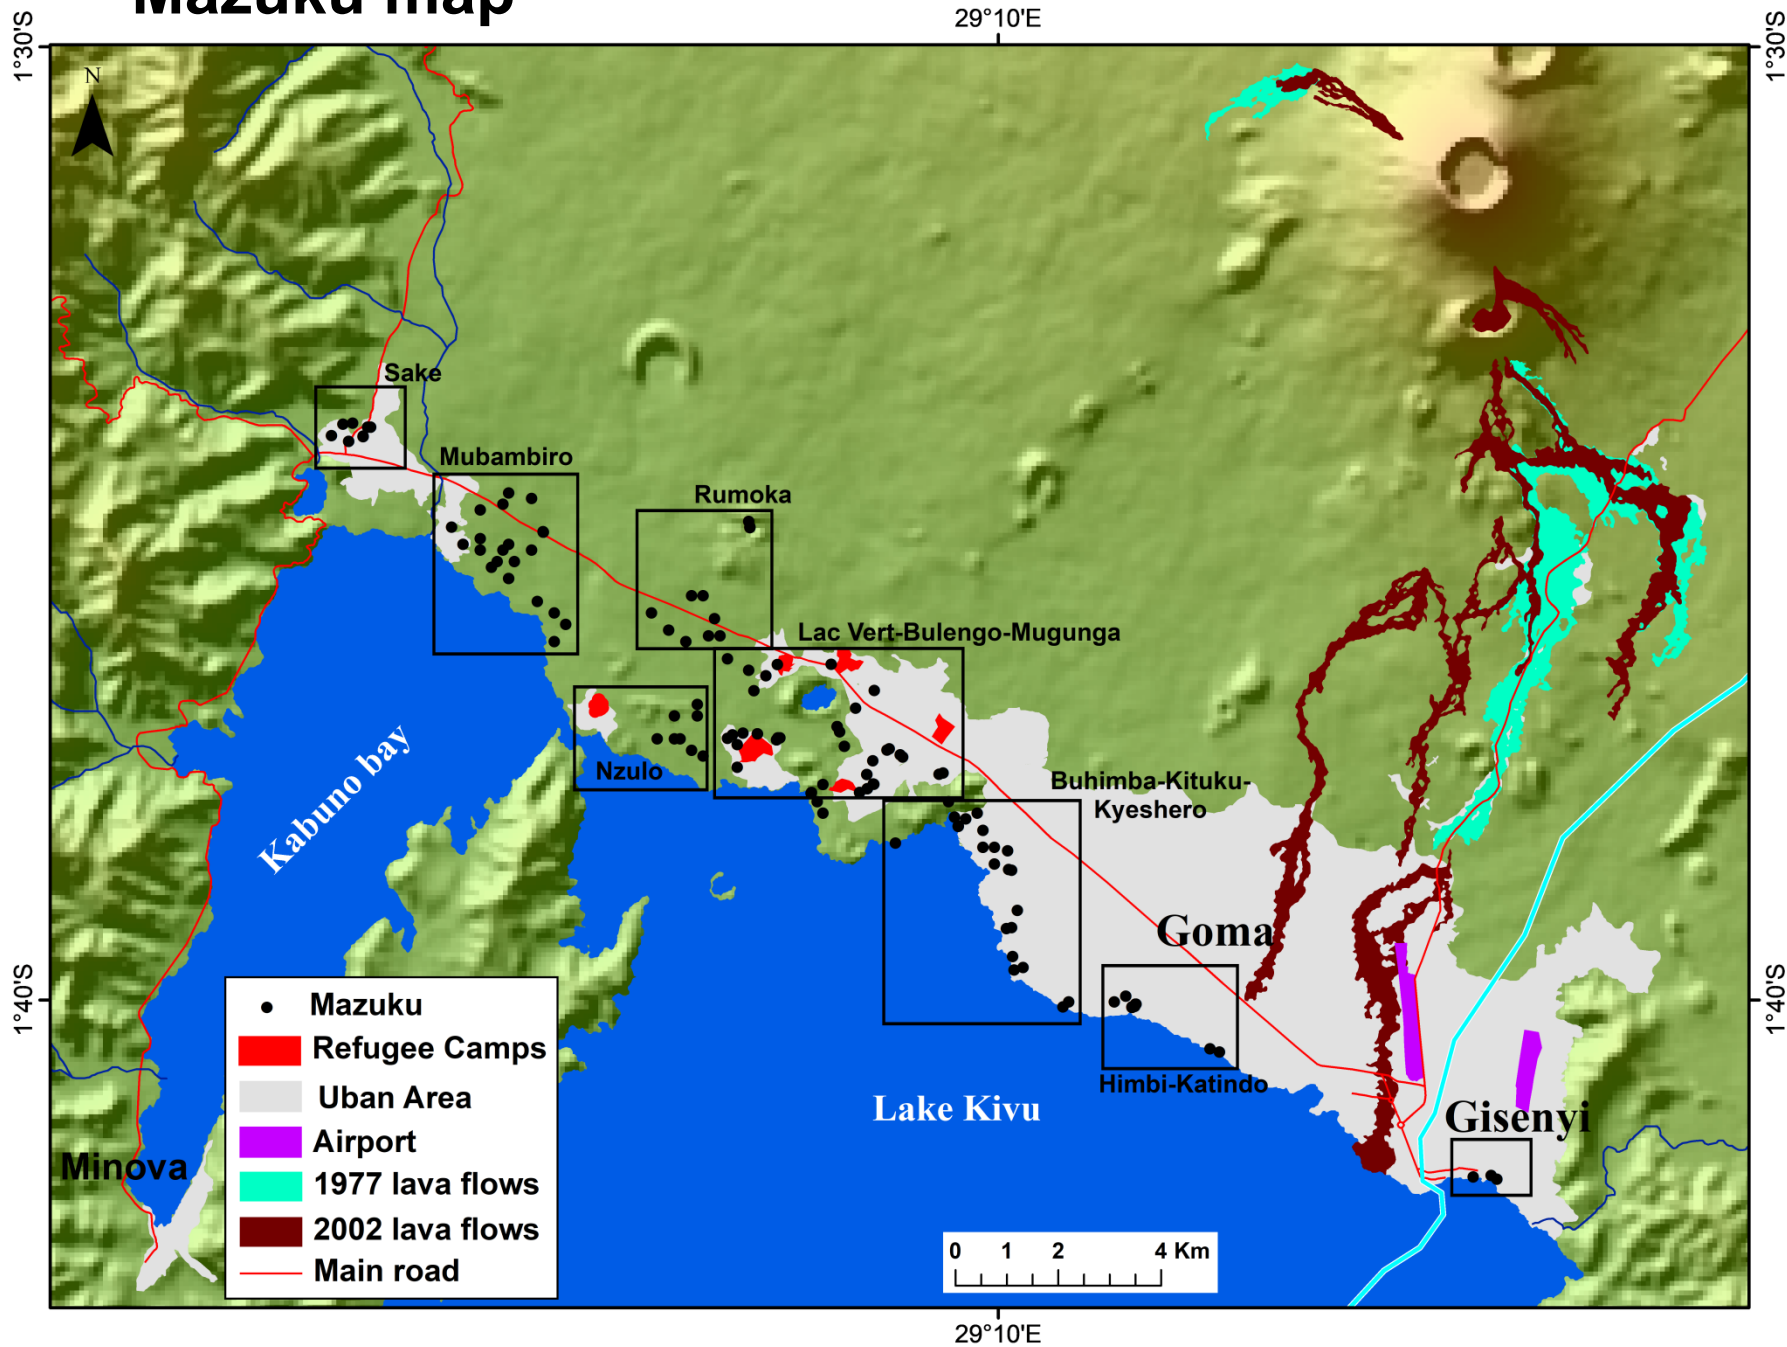 Mazuku map
29°10'E
1°30'S
1°30'S
N
Sake
Mubambiro
Rumoka
Lac Vert-Bulengo-Mugunga
Nzulo
Buhimba-Kituku-
Kyeshero
Kabuno bay
Goma
1°40'S
1°40'S
Himbi-Katindo
Lake Kivu
Gisenyi
Minova
Mazuku
Refugee Camps
Uban Area
Airport
1977 lava flows
2002 lava flows
Main road
0 1 2 4 Km
29°10'E